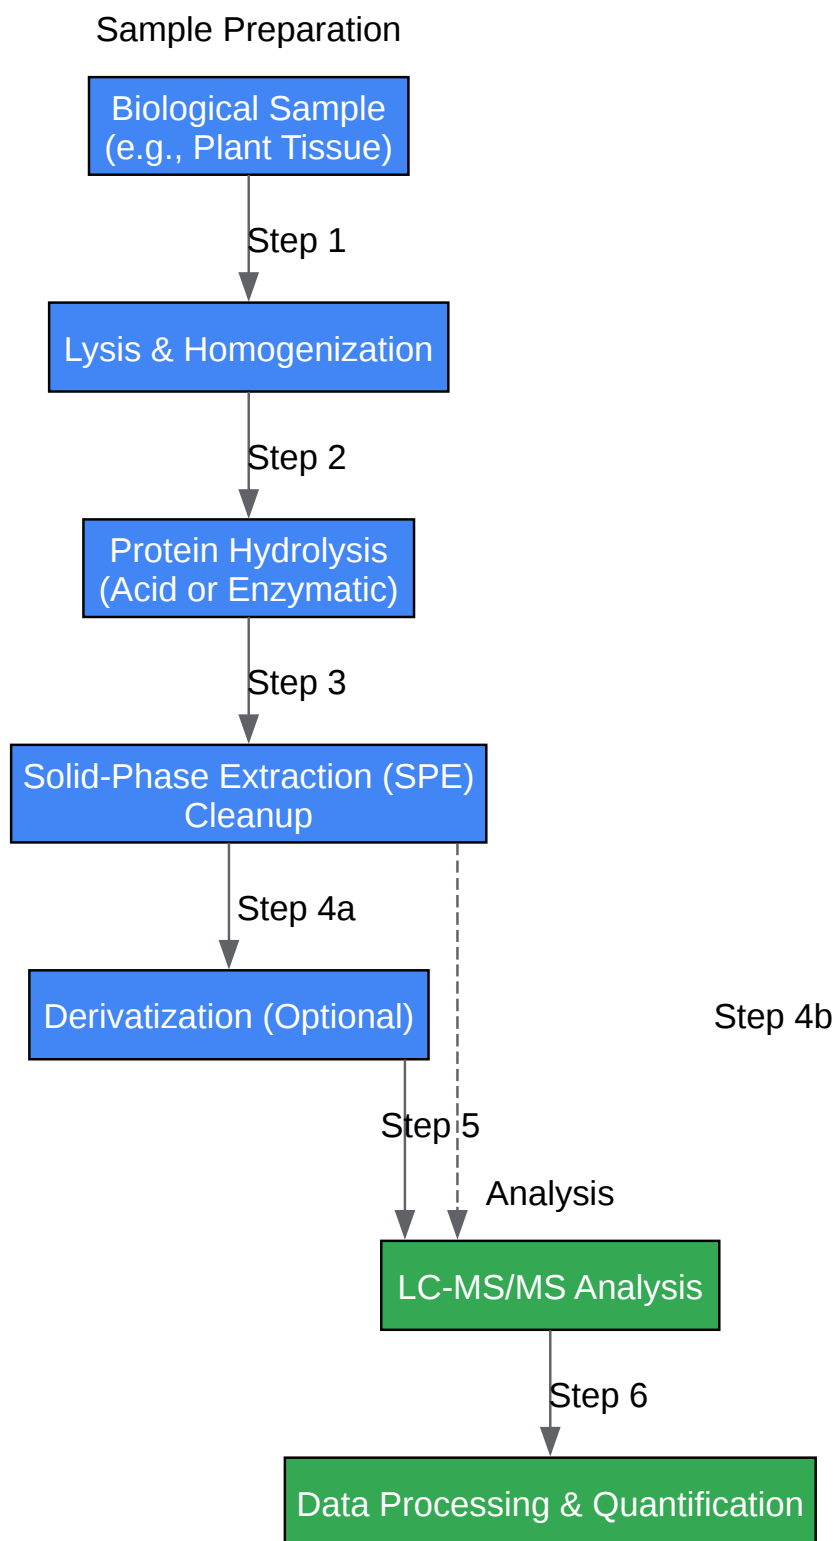 Sample Preparation
Biological Sample
(e.g., Plant Tissue)
Step 1
Lysis & Homogenization
Step 2
Protein Hydrolysis
(Acid or Enzymatic)
Step 3
Solid-Phase Extraction (SPE)
Cleanup
Step 4a
Derivatization (Optional)
Step 4b
Step 5
Analysis
LC-MS/MS Analysis
Step 6
Data Processing & Quantification